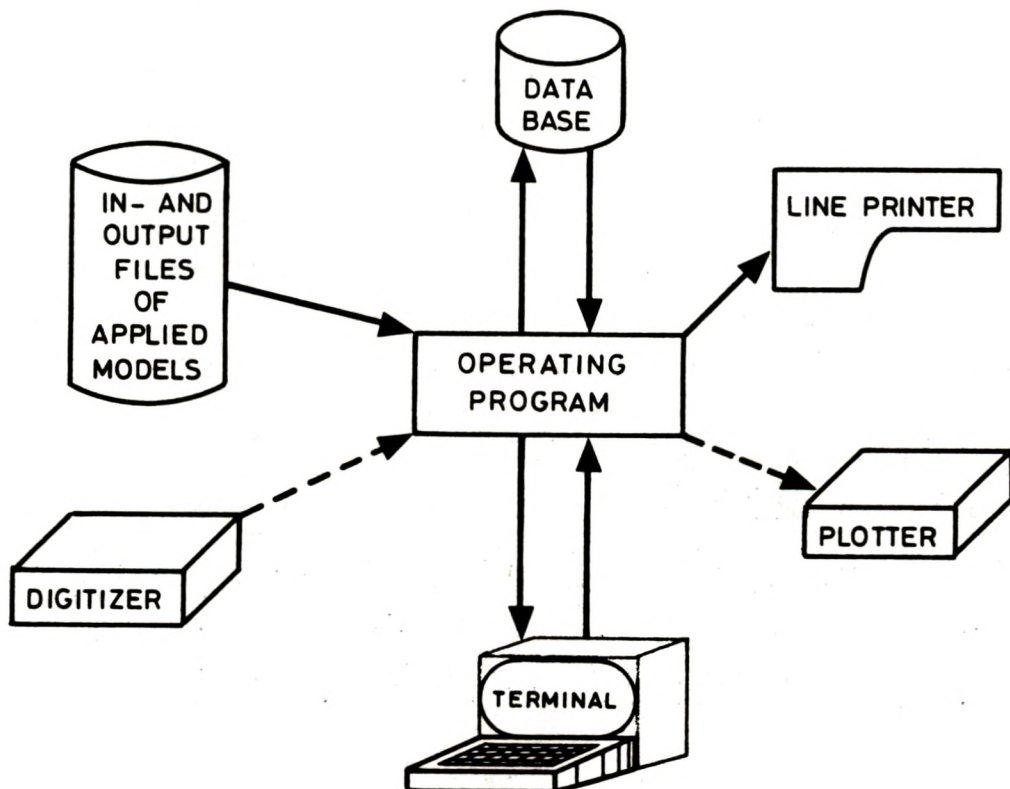 DATA
BASE
IN- AND
OUTPUT
FILES
OF
APPLIED
MODELS
LINE PRINTER
OPERATING
PROGRAM
DIGITIZER
PLOTTER
TERMINAL